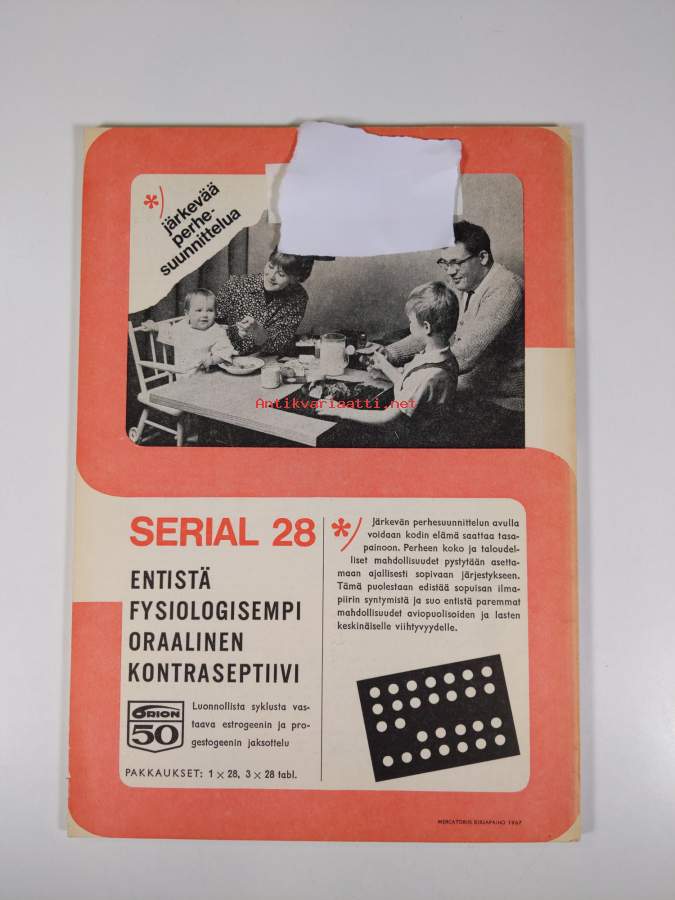 *) järkevää
perhe-
suunnittelua
Antikvariaatti.net
SERIAL 28
ENTISTÄ
FYSIOLOGISEMPI
ORAALINEN
KONTRASEPTIIVI
ORION
50
Luonnollista syklusta vas-
taava estrogeenin ja pro-
gestogeenin jaksottelu
PAKKAUKSET: 1 × 28, 3 × 28 tabl.
*) Järkevän perhesuunnittelun avulla
voidaan kodin elämä saattaa tasa-
painoon. Perheen koko ja taloudel-
liset mahdollisuudet pystytään asetta-
maan ajallisesti sopivaan järjestykseen.
Tämä puolestaan edistää sopuisan ilma-
piirin syntymistä ja suo entistä paremmat
mahdollisuudet aviopuolisoiden ja lasten
keskinäiselle viihtyvyydelle.
MERCATORIN KIRJAPAINO 1967